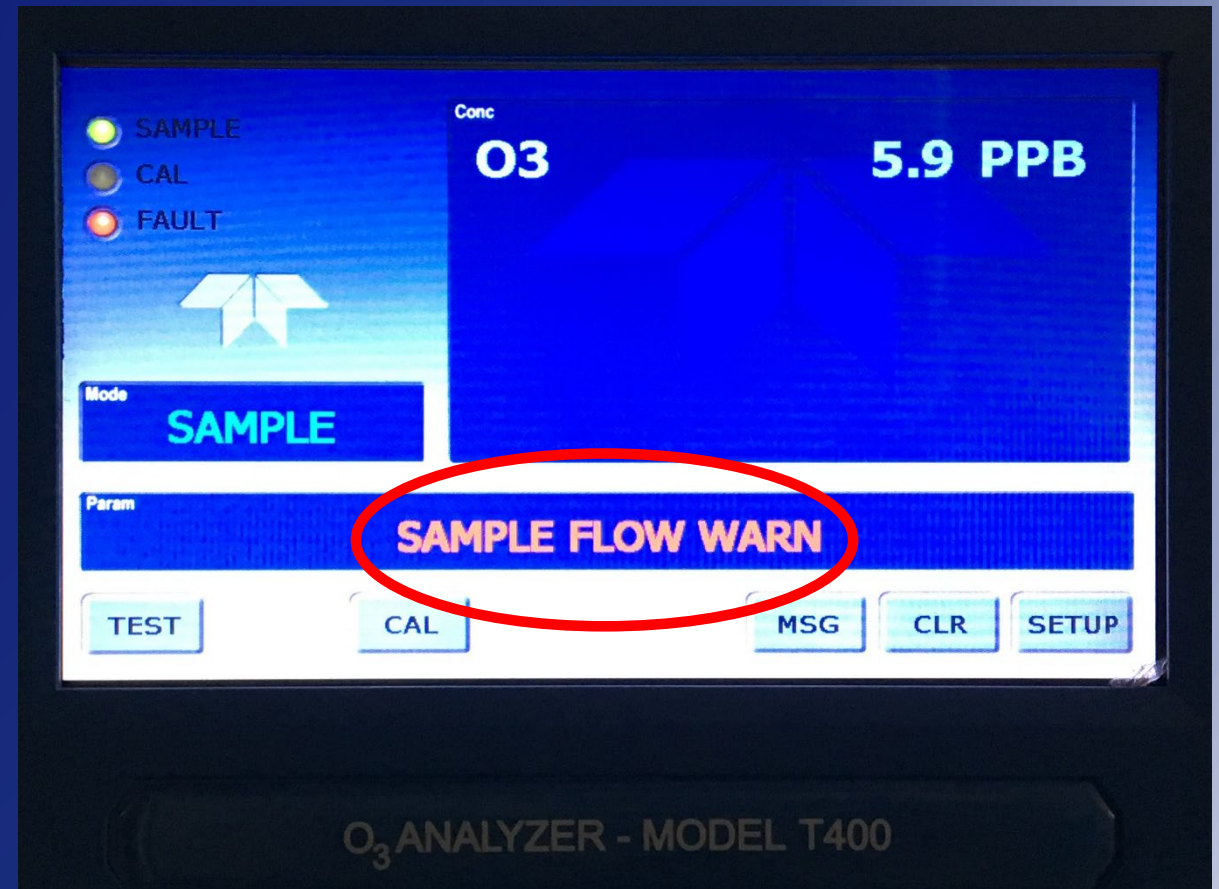 SAMPLE
CAL
FAULT
Conc
O3 5.9 PPB
Mode
SAMPLE
Param
SAMPLE FLOW WARN
TEST CAL MSG CLR SETUP
O3 ANALYZER - MODEL T400